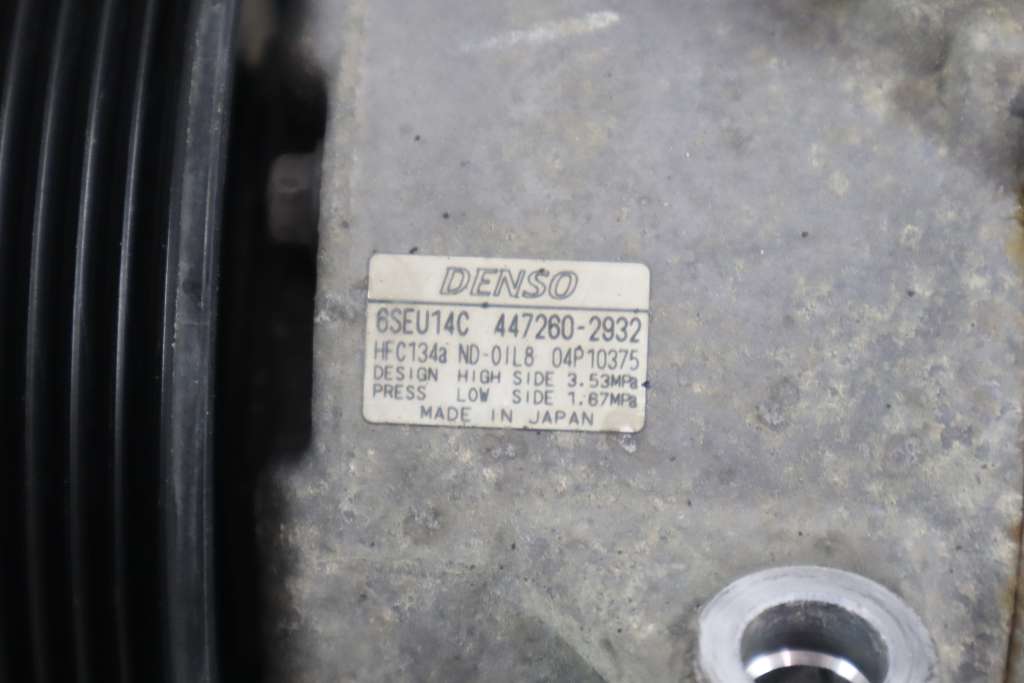 DENSO
6SEU14C 447260-2932
HFC134a ND-OIL8 04P10375
DESIGN HIGH SIDE 3.53MPa
PRESS LOW SIDE 1.67MPa
MADE IN JAPAN